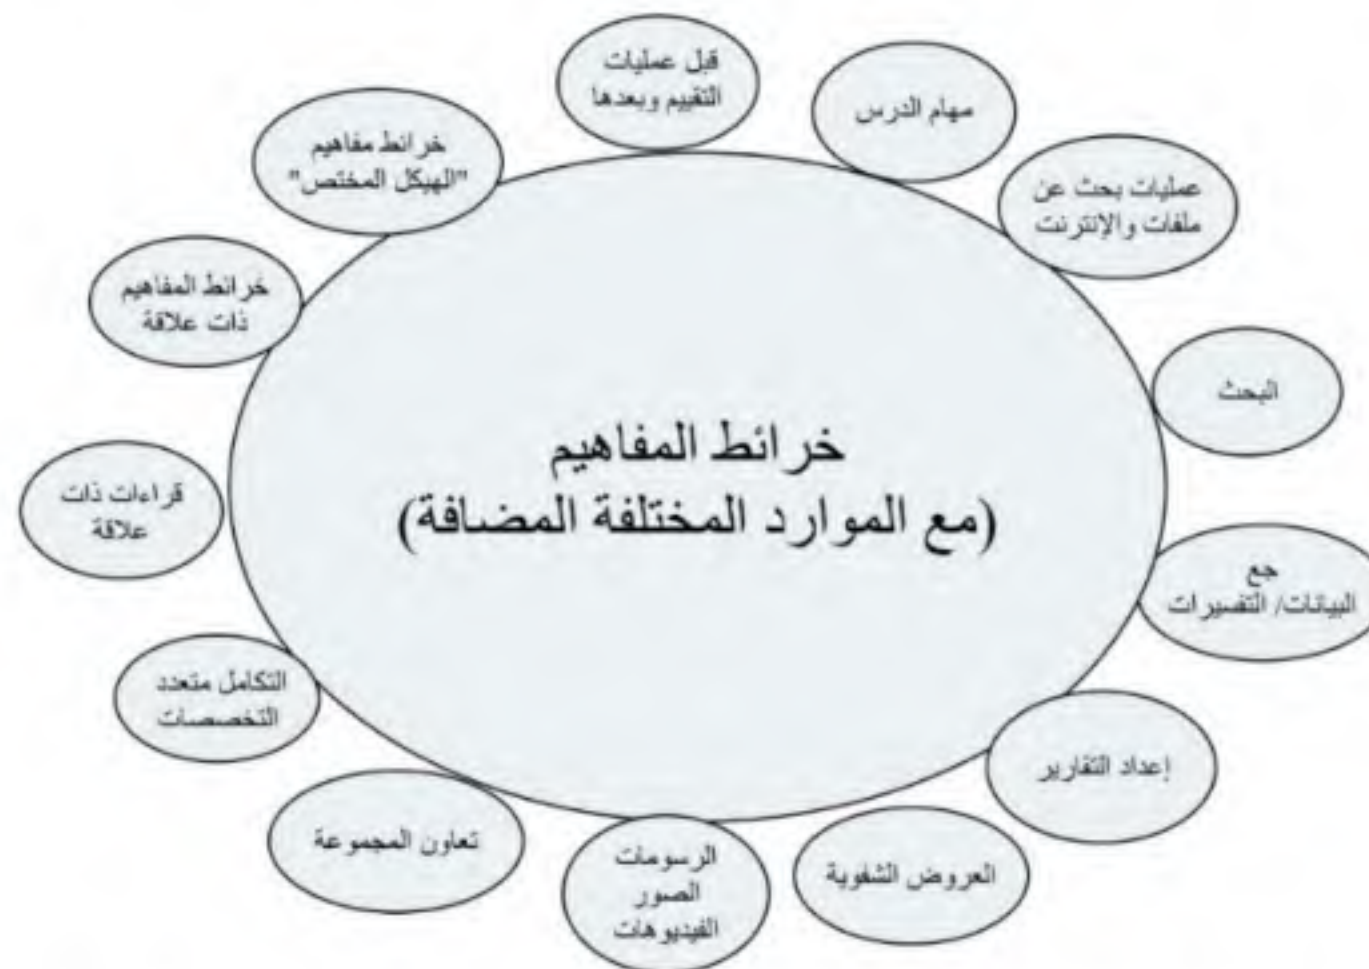 قبل عمليات
التقييم وبعدها
مهام الدرس
عمليات بحث عن
ملفات والإنترنت
البحث
جع
البيانات/ التفسيرات
إعداد التقارير
العروض الشفوية
الرسومات
الصور
الفيديوهات
تعاون المجموعة
التكامل متعدد
التخصصات
قراءات ذات
علاقة
خرائط المفاهيم
ذات علاقة
خرائط مفاهيم
"الهيكل المختص"
خرائط المفاهيم
(مع الموارد المختلفة المضافة)